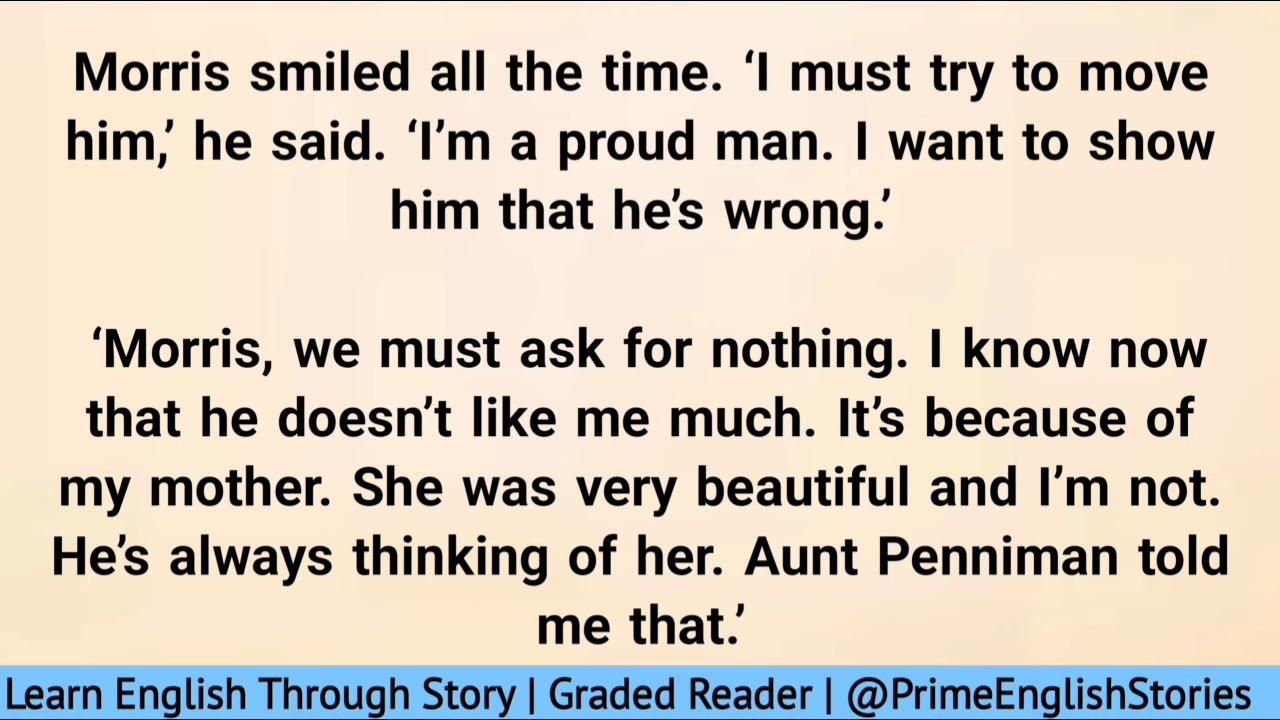 Morris smiled all the time. ‘I must try to move
him,’ he said. ‘I’m a proud man. I want to show
him that he’s wrong.’
‘Morris, we must ask for nothing. I know now
that he doesn’t like me much. It’s because of
my mother. She was very beautiful and I’m not.
He’s always thinking of her. Aunt Penniman told
me that.’
Learn English Through Story | Graded Reader | @PrimeEnglishStories